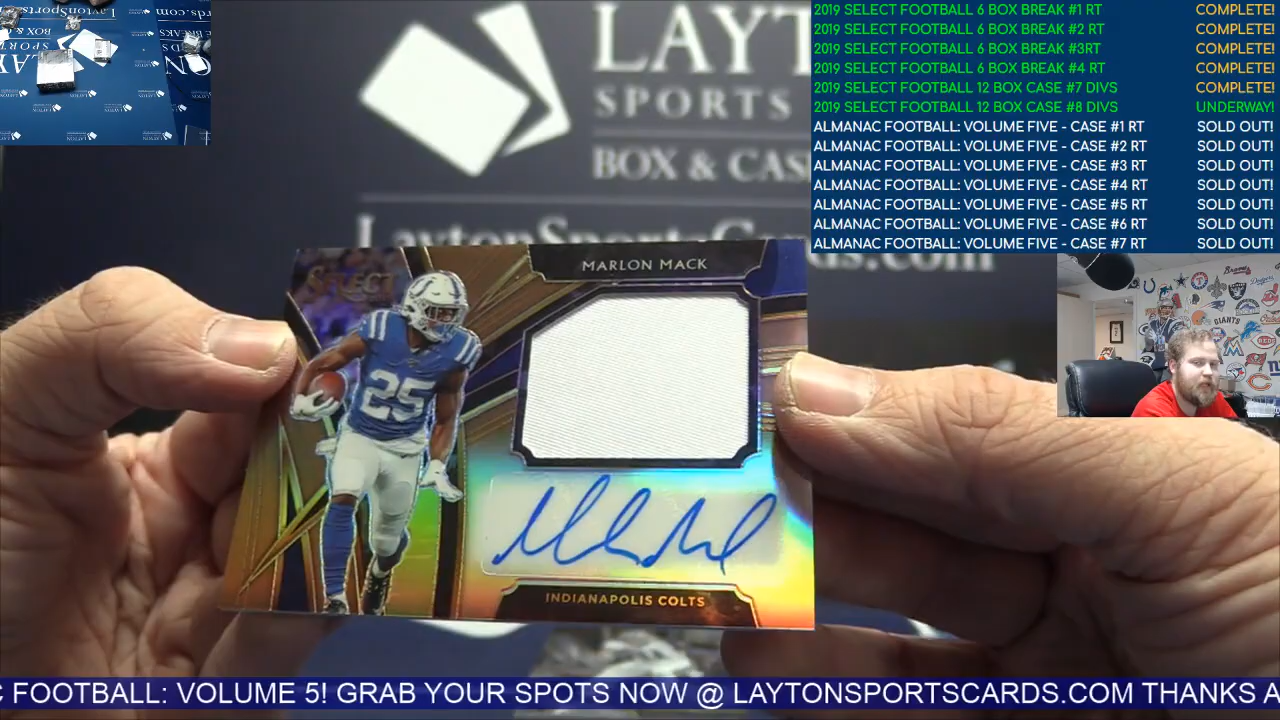 2019 SELECT FOOTBALL 6 BOX BREAK #1 RT COMPLETE!
2019 SELECT FOOTBALL 6 BOX BREAK #2 RT COMPLETE!
2019 SELECT FOOTBALL 6 BOX BREAK #3RT COMPLETE!
2019 SELECT FOOTBALL 6 BOX BREAK #4 RT COMPLETE!
2019 SELECT FOOTBALL 12 BOX CASE #7 DIVS COMPLETE!
2019 SELECT FOOTBALL 12 BOX CASE #8 DIVS UNDERWAY!
ALMANAC FOOTBALL: VOLUME FIVE - CASE #1 RT SOLD OUT!
ALMANAC FOOTBALL: VOLUME FIVE - CASE #2 RT SOLD OUT!
ALMANAC FOOTBALL: VOLUME FIVE - CASE #3 RT SOLD OUT!
ALMANAC FOOTBALL: VOLUME FIVE - CASE #4 RT SOLD OUT!
ALMANAC FOOTBALL: VOLUME FIVE - CASE #5 RT SOLD OUT!
ALMANAC FOOTBALL: VOLUME FIVE - CASE #6 RT SOLD OUT!
ALMANAC FOOTBALL: VOLUME FIVE - CASE #7 RT SOLD OUT!
LAYT
SPORTS
BOX & CAS
LaytonSportsCards.com
SELECT
MARLON MACK
25
INDIANAPOLIS COLTS
GIANTS
Braves
REDS
C FOOTBALL: VOLUME 5! GRAB YOUR SPOTS NOW @ LAYTONSPORTSCARDS.COM THANKS A